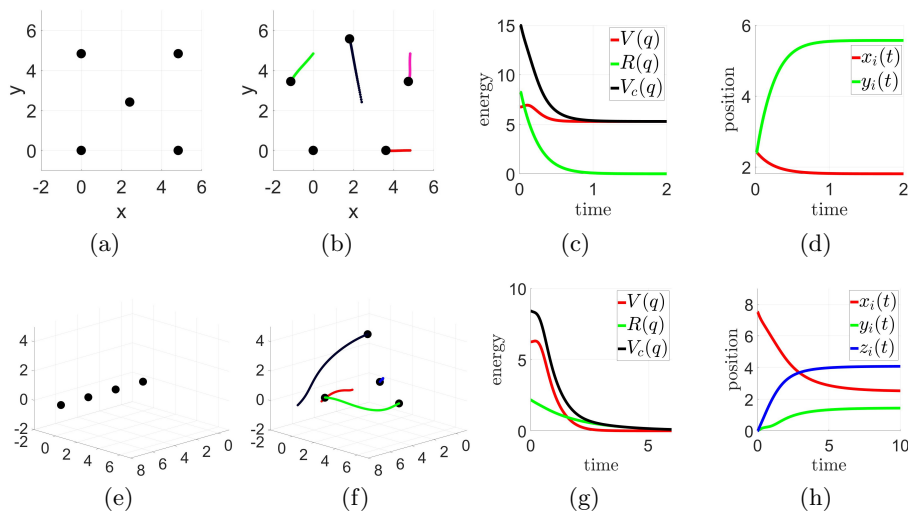 7
6
4
2
0
-2 0 2 4 6
x
y
(a)
7
6
4
2
0
-2 0 2 4 6
x
y
(b)
15
10
5
0
0 1 2
time
energy
V(q)
R(q)
V_c(q)
(c)
6
4
2
0 1 2
time
position
x_i(t)
y_i(t)
(d)
4
2
0
-2
-2 0 2 4 6 8
6 4 2 0
(e)
4
2
0
-2
-2 0 2 4 6 8
6 4 2 0
(f)
10
5
0
0 5
time
energy
V(q)
R(q)
V_c(q)
(g)
8
6
4
2
0
0 5 10
time
position
x_i(t)
y_i(t)
z_i(t)
(h)